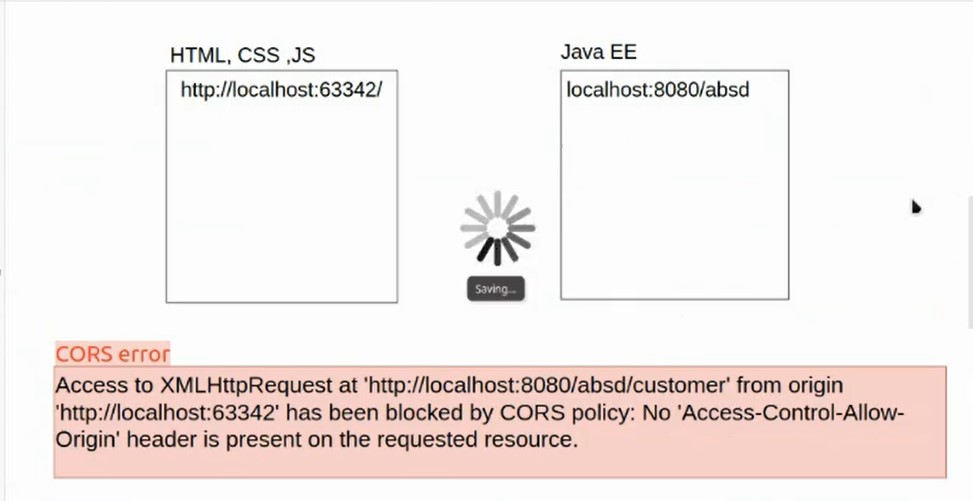 HTML, CSS ,JS
http://localhost:63342/
Java EE
localhost:8080/absd
Saving...
CORS error
Access to XMLHttpRequest at 'http://localhost:8080/absd/customer' from origin
'http://localhost:63342' has been blocked by CORS policy: No 'Access-Control-Allow-
Origin' header is present on the requested resource.